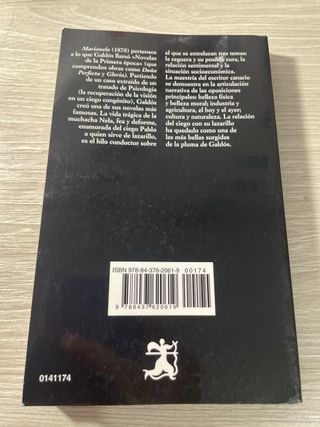 Marianela (1878) pertenece
a lo que Galdós llamó «Novelas
de la Primera época» (que
comprenden obras como Doña
Perfecta y Gloria). Partiendo
de un caso extraído de un
tratado de Psicología
(la recuperación de la visión
en un ciego congénito), Galdós
creó una de sus novelas más
famosas. La vida trágica de la
muchacha Nela, fea y deforme,
enamorada del ciego Pablo
a quien sirve de lazarillo,
es el hilo conductor sobre
el que se entrelazan tres temas:
la ceguera y su posible cura, la
relación sentimental y la
situación socioeconómica.
La maestría del escritor canario
se demuestra en la articulación
narrativa de las oposiciones
principales: belleza física
y belleza moral; industria y
agricultura, el hoy y el ayer;
cultura y naturaleza. La relación
del ciego con su lazarillo
ha quedado como una de
las más bellas surgidas
de la pluma de Galdós.
ISBN 978-84-376-2061-9 00174
9 788437 620619
0141174